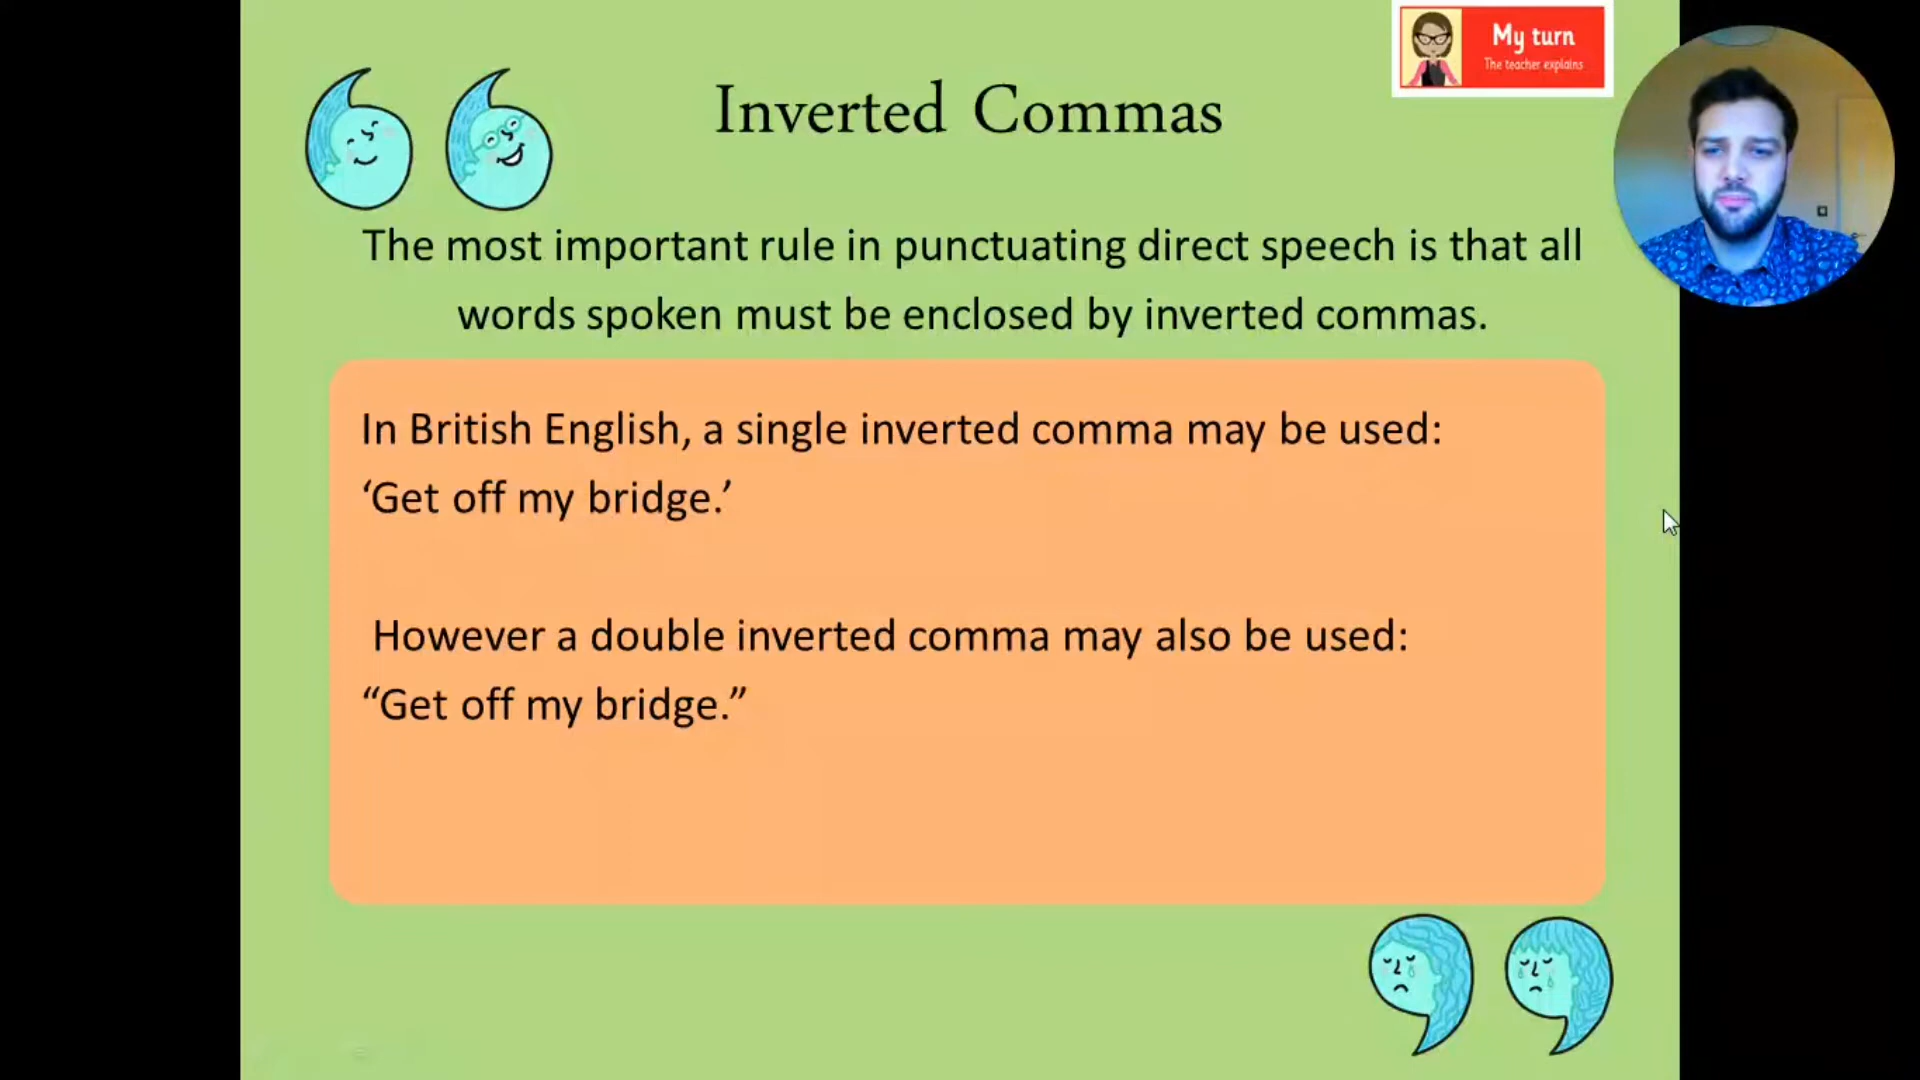 My turn
The teacher explains
Inverted Commas
The most important rule in punctuating direct speech is that all
words spoken must be enclosed by inverted commas.
In British English, a single inverted comma may be used:
‘Get off my bridge.’
However a double inverted comma may also be used:
“Get off my bridge.”